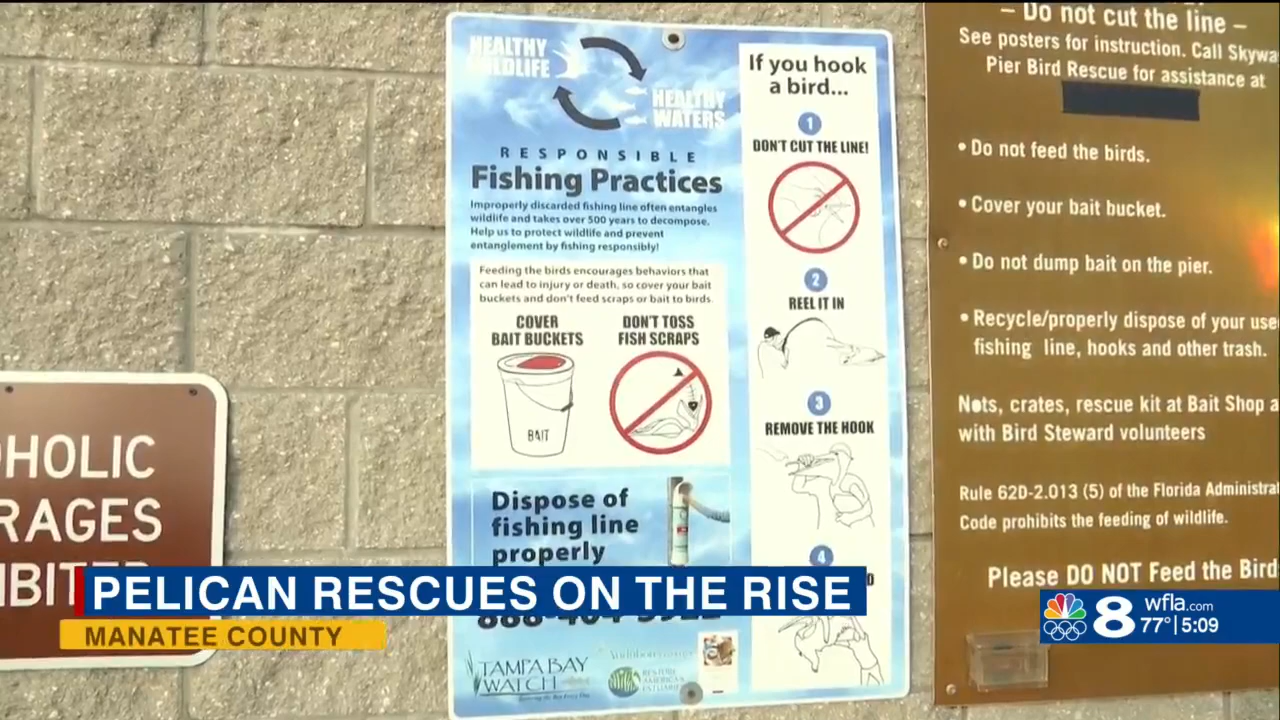 HEALTHY
WILDLIFE
HEALTHY
WATERS
RESPONSIBLE
Fishing Practices
Improperly discarded fishing line often entangles
wildlife and takes over 500 years to decompose.
Help us to protect wildlife and prevent
entanglement by fishing responsibly!
Feeding the birds encourages behaviors that
can lead to injury or death, so cover your bait
buckets and don't feed scraps or bait to birds.
COVER
BAIT BUCKETS
BAIT
DON'T TOSS
FISH SCRAPS
Dispose of
fishing line
properly
TAMPA BAY
WATCH
RESTORE
AMERICA'S
ESTUARIES
If you hook
a bird...
1
DON'T CUT THE LINE!
2
REEL IT IN
3
REMOVE THE HOOK
4
– Do not cut the line –
See posters for instruction. Call Skywa
Pier Bird Rescue for assistance at
• Do not feed the birds.
• Cover your bait bucket.
• Do not dump bait on the pier.
• Recycle/properly dispose of your use
fishing line, hooks and other trash.
Nets, crates, rescue kit at Bait Shop a
with Bird Steward volunteers
Rule 62D-2.013 (5) of the Florida Administra
Code prohibits the feeding of wildlife.
Please DO NOT Feed the Bird
OHOLIC
RAGES
IBITED
PELICAN RESCUES ON THE RISE
MANATEE COUNTY
8
wfla.com
77° | 5:09